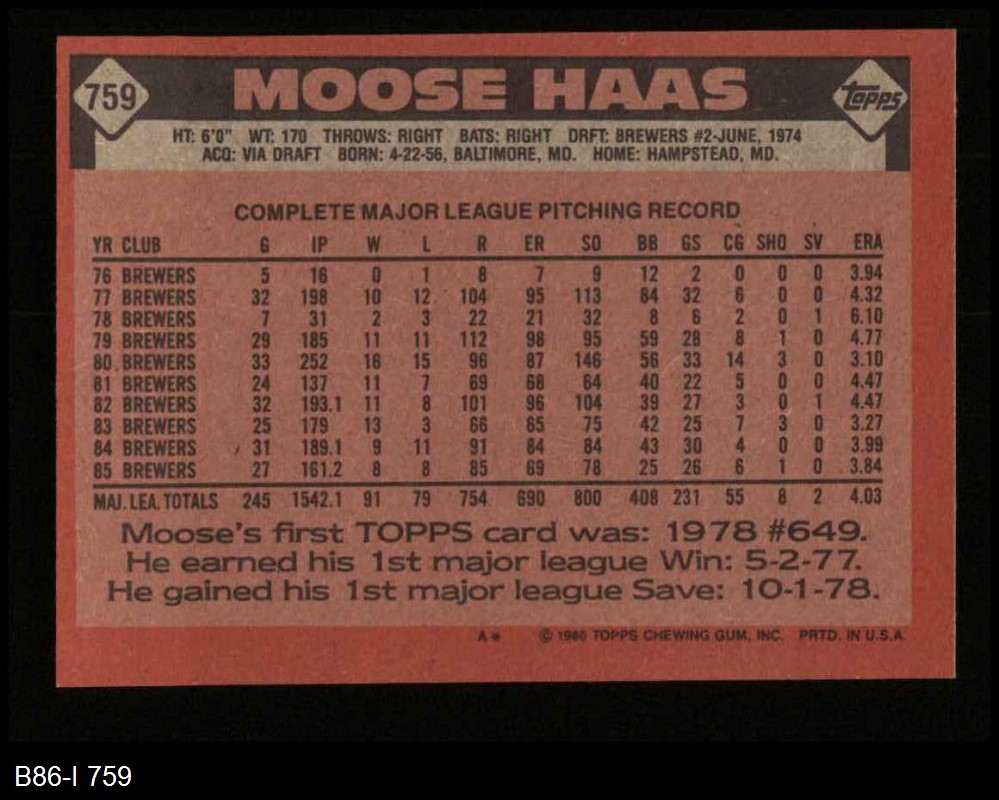 759 MOOSE HAAS Topps
HT: 6'0" WT: 170 THROWS: RIGHT BATS: RIGHT DRFT: BREWERS #2-JUNE, 1974
ACQ: VIA DRAFT BORN: 4-22-56, BALTIMORE, MD. HOME: HAMPSTEAD, MD.
COMPLETE MAJOR LEAGUE PITCHING RECORD
YR CLUB G IP W L R ER SO BB GS CG SHO SV ERA
76 BREWERS 5 16 0 1 8 7 9 12 2 0 0 0 3.94
77 BREWERS 32 198 10 12 104 95 113 84 32 6 0 0 4.32
78 BREWERS 7 31 2 3 22 21 32 8 6 2 0 1 6.10
79 BREWERS 29 185 11 11 112 98 95 59 28 8 1 0 4.77
80 BREWERS 33 252 16 15 96 87 146 56 33 14 3 0 3.10
81 BREWERS 24 137 11 7 69 68 64 40 22 5 0 0 4.47
82 BREWERS 32 193.1 11 8 101 96 104 39 27 3 0 1 4.47
83 BREWERS 25 179 13 3 66 65 75 42 25 7 3 0 3.27
84 BREWERS 31 189.1 9 11 91 84 84 43 30 4 0 0 3.99
85 BREWERS 27 161.2 8 8 85 69 78 25 26 6 1 0 3.84
MAJ. LEA. TOTALS 245 1542.1 91 79 754 690 800 408 231 55 8 2 4.03
Moose's first TOPPS card was: 1978 #649.
He earned his 1st major league Win: 5-2-77.
He gained his 1st major league Save: 10-1-78.
A* © 1986 TOPPS CHEWING GUM, INC. PRTD. IN U.S.A.
B86-I 759